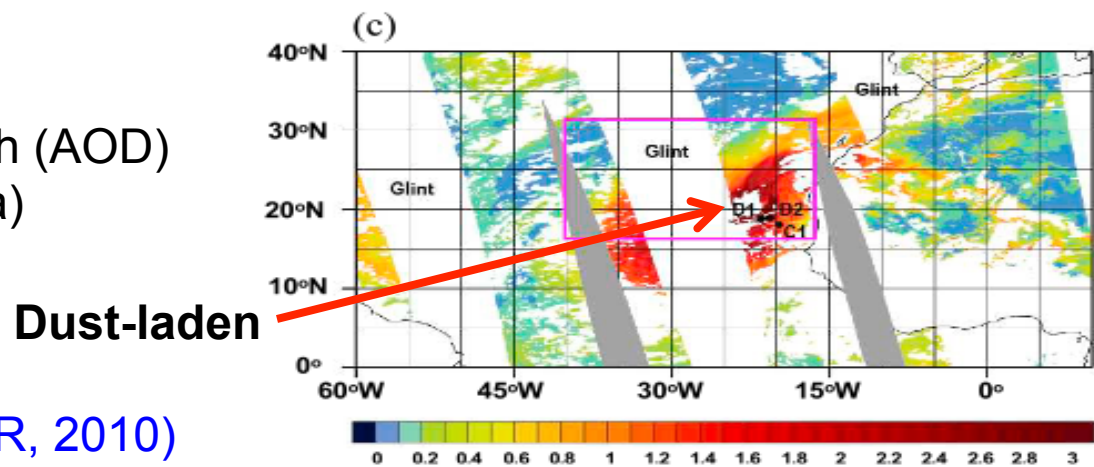 (c)
40°N
Glint
h (AOD)
30°N
Glint
a)
Glint
20°N
D1 D2
C1
10°N
Dust-laden
0°
60°W 45°W 30°W 15°W 0°
R, 2010)
0 0.2 0.4 0.6 0.8 1 1.2 1.4 1.6 1.8 2 2.2 2.4 2.6 2.8 3